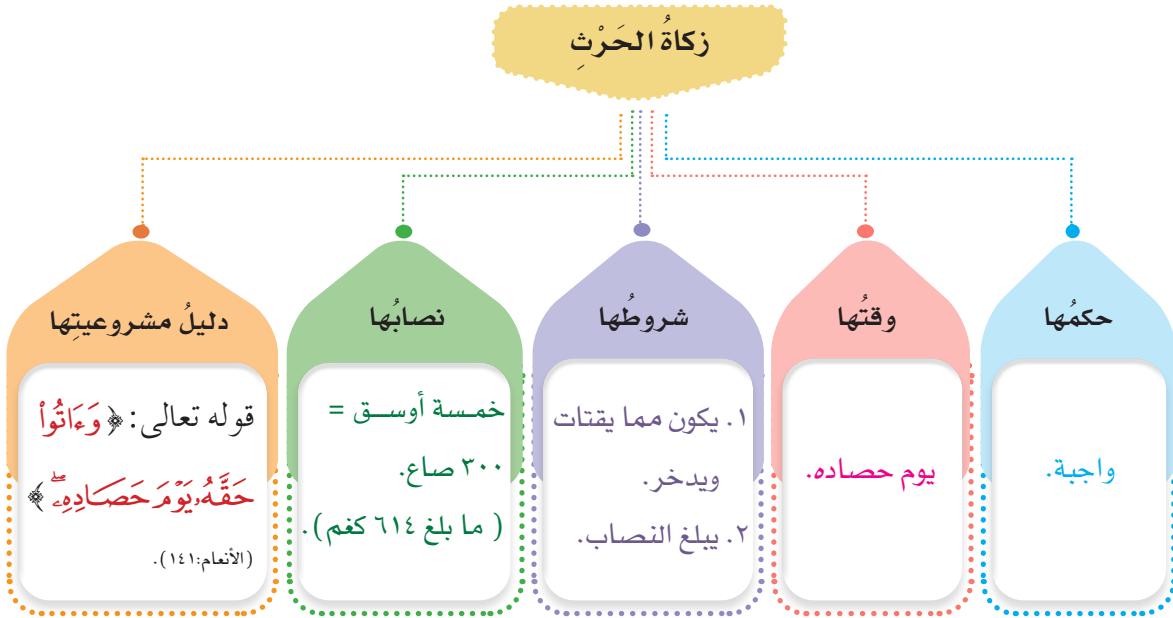 زكاةُ الحَرْثِ
حكمُها
واجبة.
وقتُها
يوم حصاده.
شروطُها
١. يكون مما يقتات
ويدخر.
٢. يبلغ النصاب.
نصابُها
خمسة أوسق =
٣٠٠ صاع.
( ما بلغ ٦١٤ كغم).
دليلُ مشروعيتِها
قوله تعالى: ﴿ وَءَاتُواْ
حَقَّهُۥ يَوْمَ حَصَادِهِۦۖ ﴾
(الأنعام:١٤١).